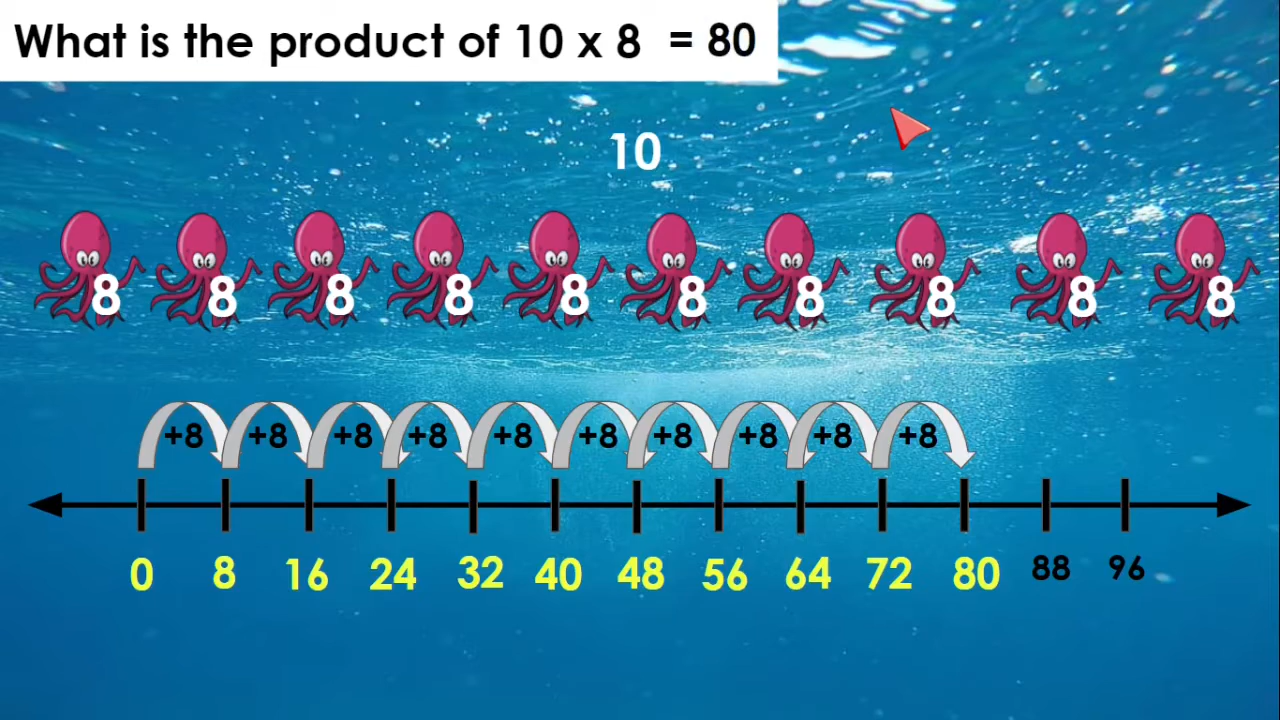 What is the product of 10 x 8 = 80
10
8 8 8 8 8 8 8 8 8 8
+8 +8 +8 +8 +8 +8 +8 +8 +8 +8
0 8 16 24 32 40 48 56 64 72 80 88 96